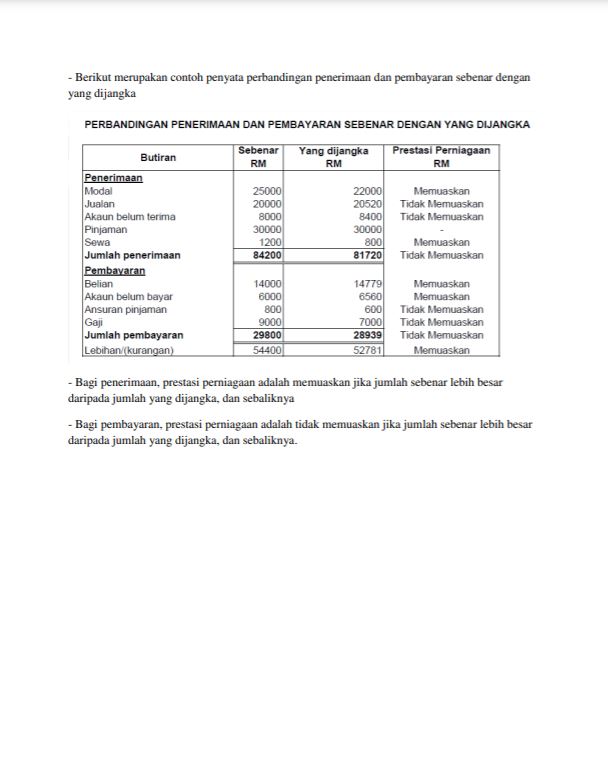 - Berikut merupakan contoh penyata perbandingan penerimaan dan pembayaran sebenar dengan
yang dijangka
PERBANDINGAN PENERIMAAN DAN PEMBAYARAN SEBENAR DENGAN YANG DIJANGKA
Butiran Sebenar RM Yang dijangka RM Prestasi Perniagaan RM
Penerimaan
Modal 25000 22000 Memuaskan
Jualan 20000 20520 Tidak Memuaskan
Akaun belum terima 8000 8400 Tidak Memuaskan
Pinjaman 30000 30000 -
Sewa 1200 800 Memuaskan
Jumlah penerimaan 84200 81720 Tidak Memuaskan
Pembayaran
Belian 14000 14779 Memuaskan
Akaun belum bayar 6000 6560 Memuaskan
Ansuran pinjaman 800 600 Tidak Memuaskan
Gaji 9000 7000 Tidak Memuaskan
Jumlah pembayaran 29800 28939 Tidak Memuaskan
Lebihan/(kurangan) 54400 52781 Memuaskan
- Bagi penerimaan, prestasi perniagaan adalah memuaskan jika jumlah sebenar lebih besar
daripada jumlah yang dijangka, dan sebaliknya
- Bagi pembayaran, prestasi perniagaan adalah tidak memuaskan jika jumlah sebenar lebih besar
daripada jumlah yang dijangka, dan sebaliknya.